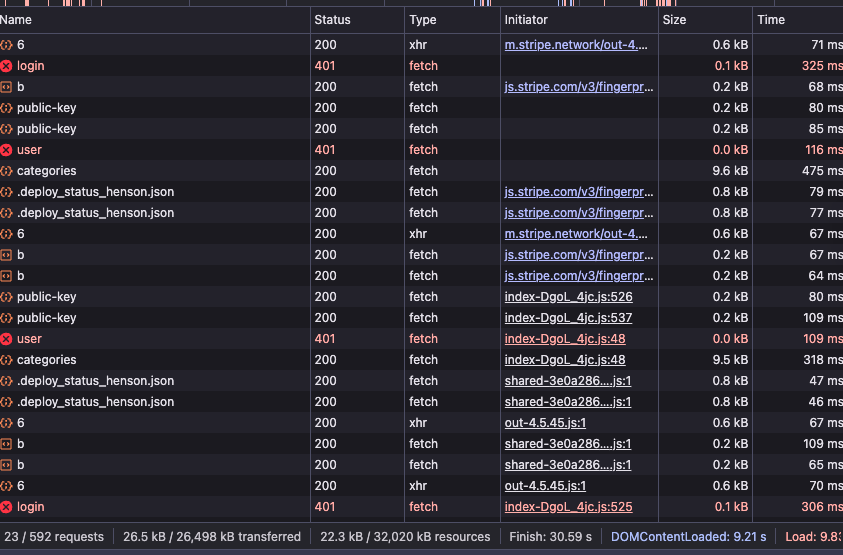 Name Status Type Initiator Size Time
6 200 xhr m.stripe.network/out-4.… 0.6 kB 71 ms
login 401 fetch 0.1 kB 325 ms
b 200 fetch js.stripe.com/v3/fingerpr… 0.2 kB 68 ms
public-key 200 fetch 0.2 kB 80 ms
public-key 200 fetch 0.2 kB 85 ms
user 401 fetch 0.0 kB 116 ms
categories 200 fetch 9.6 kB 475 ms
.deploy_status_henson.json 200 fetch js.stripe.com/v3/fingerpr… 0.8 kB 79 ms
.deploy_status_henson.json 200 fetch js.stripe.com/v3/fingerpr… 0.8 kB 77 ms
6 200 xhr m.stripe.network/out-4.… 0.6 kB 67 ms
b 200 fetch js.stripe.com/v3/fingerpr… 0.2 kB 67 ms
b 200 fetch js.stripe.com/v3/fingerpr… 0.2 kB 64 ms
public-key 200 fetch index-DgoL_4jc.js:526 0.2 kB 80 ms
public-key 200 fetch index-DgoL_4jc.js:537 0.2 kB 109 ms
user 401 fetch index-DgoL_4jc.js:48 0.0 kB 109 ms
categories 200 fetch index-DgoL_4jc.js:48 9.5 kB 318 ms
.deploy_status_henson.json 200 fetch shared-3e0a286….js:1 0.8 kB 47 ms
.deploy_status_henson.json 200 fetch shared-3e0a286….js:1 0.8 kB 46 ms
6 200 xhr out-4.5.45.js:1 0.6 kB 67 ms
b 200 fetch shared-3e0a286….js:1 0.2 kB 109 ms
b 200 fetch shared-3e0a286….js:1 0.2 kB 65 ms
6 200 xhr out-4.5.45.js:1 0.6 kB 70 ms
login 401 fetch index-DgoL_4jc.js:525 0.1 kB 306 ms
23 / 592 requests 26.5 kB / 26,498 kB transferred 22.3 kB / 32,020 kB resources Finish: 30.59 s DOMContentLoaded: 9.21 s Load: 9.8